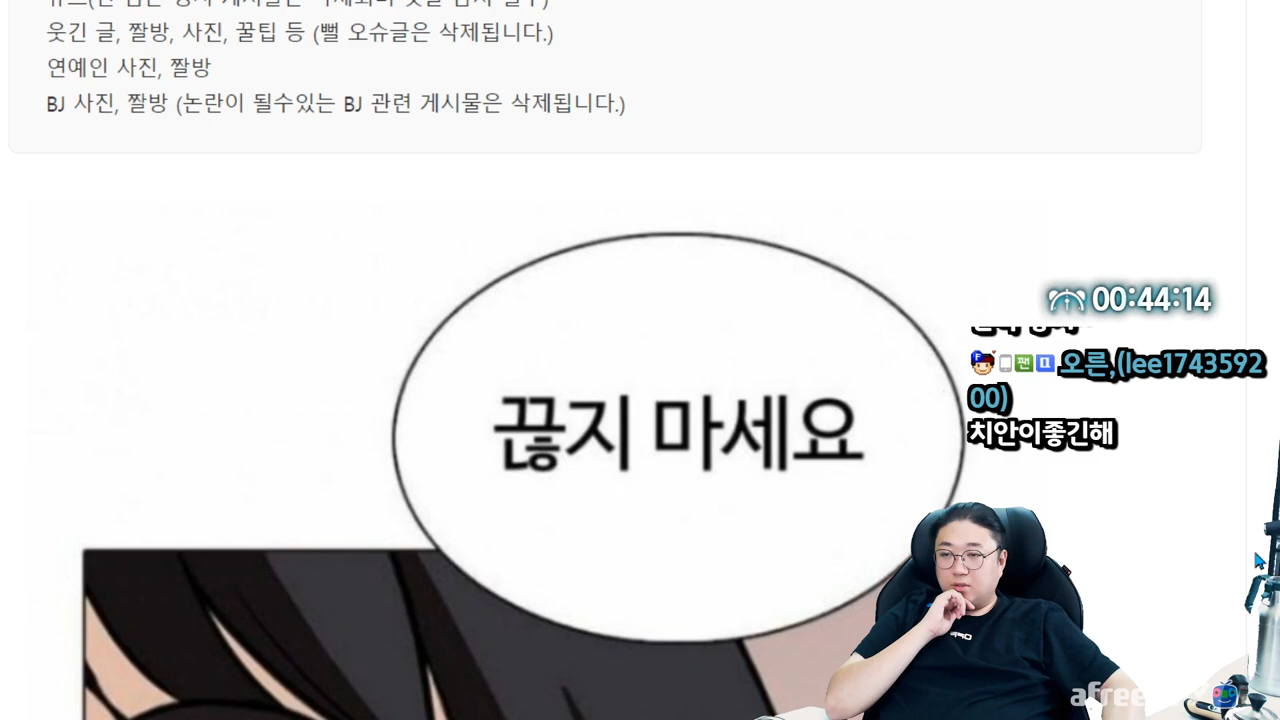 웃긴 글, 짤방, 사진, 꿀팁 등 (뻘 오슈글은 삭제됩니다.)
연예인 사진, 짤방
BJ 사진, 짤방 (논란이 될수있는 BJ 관련 게시물은 삭제됩니다.)
끊지 마세요
00:44:14
팬
오른,(lee1743592
00)
치안이좋긴해
afree